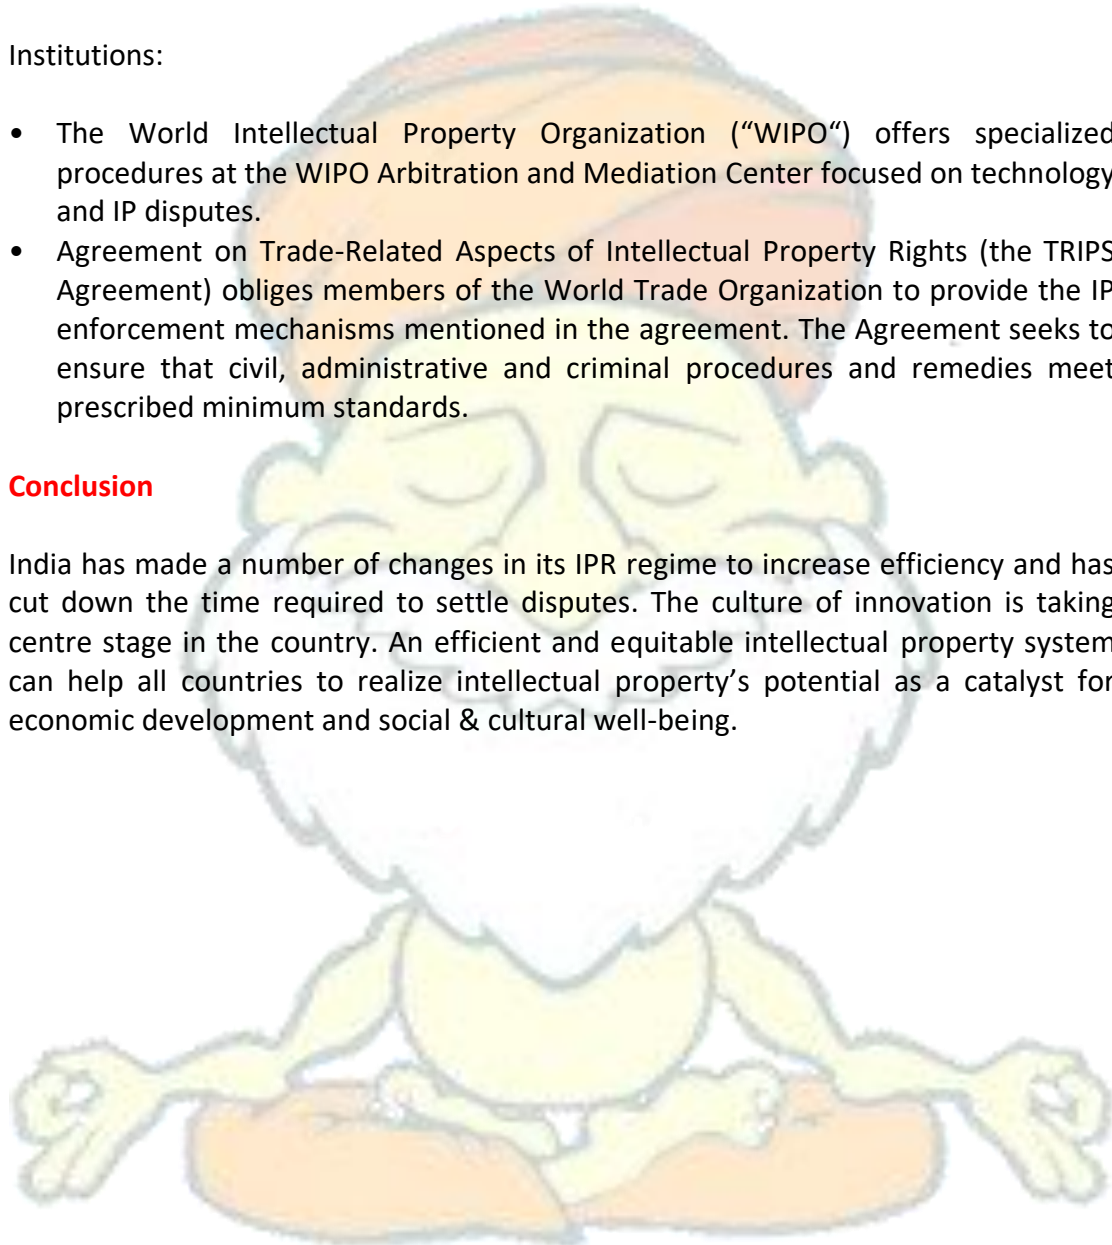 Institutions:
• The World Intellectual Property Organization (“WIPO“) offers specialized
procedures at the WIPO Arbitration and Mediation Center focused on technology
and IP disputes.
• Agreement on Trade-Related Aspects of Intellectual Property Rights (the TRIPS
Agreement) obliges members of the World Trade Organization to provide the IP
enforcement mechanisms mentioned in the agreement. The Agreement seeks to
ensure that civil, administrative and criminal procedures and remedies meet
prescribed minimum standards.
Conclusion
India has made a number of changes in its IPR regime to increase efficiency and has
cut down the time required to settle disputes. The culture of innovation is taking
centre stage in the country. An efficient and equitable intellectual property system
can help all countries to realize intellectual property’s potential as a catalyst for
economic development and social & cultural well-being.